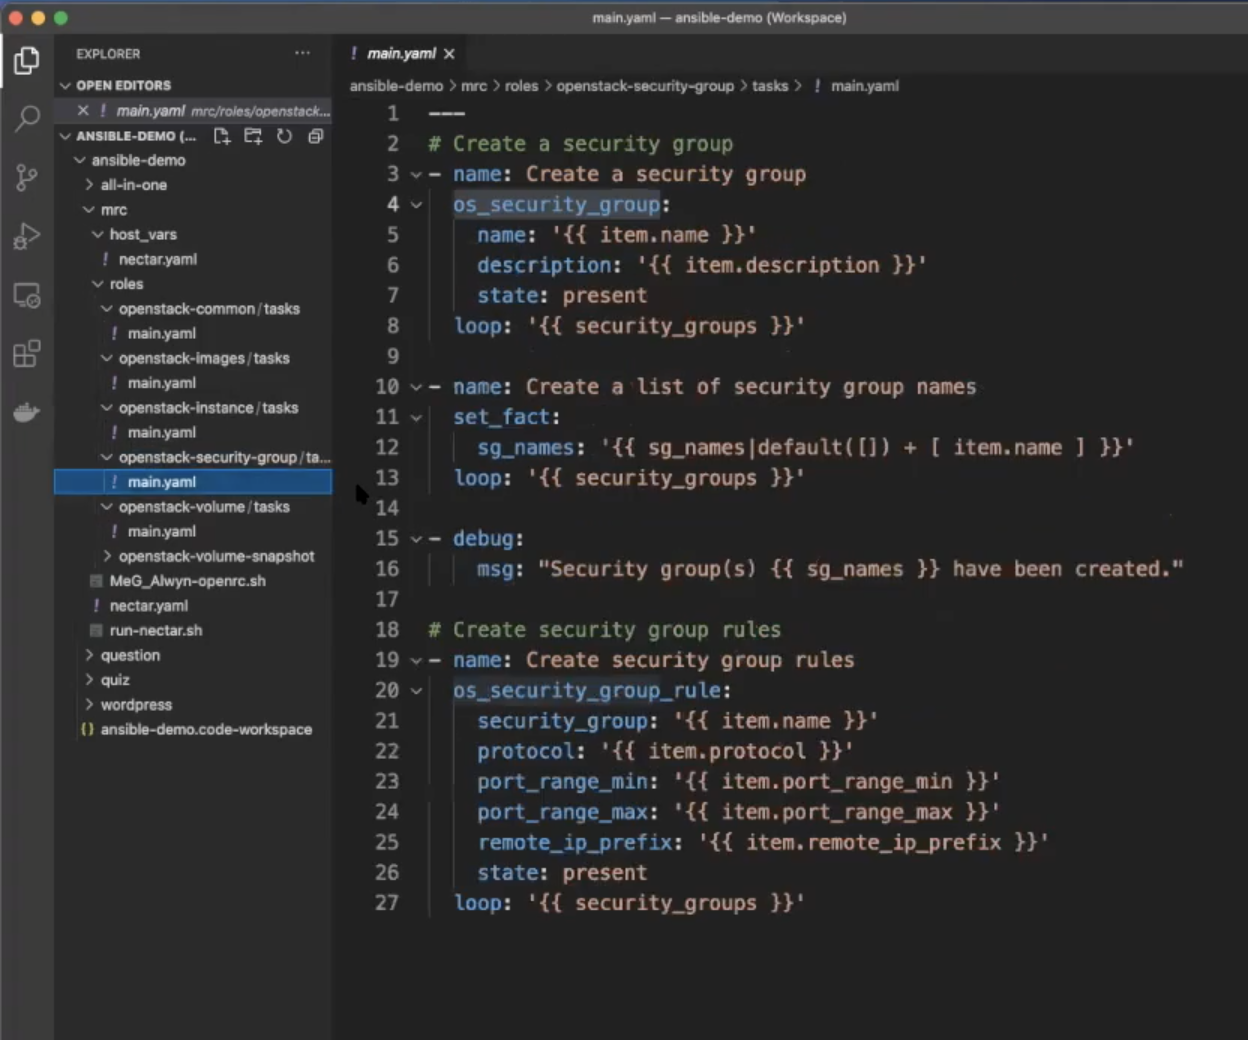 main.yaml — ansible-demo (Workspace)
EXPLORER
OPEN EDITORS
! main.yaml mrc/roles/openstack...
ANSIBLE-DEMO (...
ansible-demo
all-in-one
mrc
host_vars
! nectar.yaml
roles
openstack-common/tasks
! main.yaml
openstack-images/tasks
! main.yaml
openstack-instance/tasks
! main.yaml
openstack-security-group/ta...
! main.yaml
openstack-volume/tasks
! main.yaml
openstack-volume-snapshot
MeG_Alwyn-openrc.sh
! nectar.yaml
run-nectar.sh
question
quiz
wordpress
{} ansible-demo.code-workspace
! main.yaml
ansible-demo > mrc > roles > openstack-security-group > tasks > ! main.yaml
1 ---
2 # Create a security group
3 - name: Create a security group
4 os_security_group:
5 name: '{{ item.name }}'
6 description: '{{ item.description }}'
7 state: present
8 loop: '{{ security_groups }}'
9
10 - name: Create a list of security group names
11 set_fact:
12 sg_names: '{{ sg_names|default([]) + [ item.name ] }}'
13 loop: '{{ security_groups }}'
14
15 - debug:
16 msg: "Security group(s) {{ sg_names }} have been created."
17
18 # Create security group rules
19 - name: Create security group rules
20 os_security_group_rule:
21 security_group: '{{ item.name }}'
22 protocol: '{{ item.protocol }}'
23 port_range_min: '{{ item.port_range_min }}'
24 port_range_max: '{{ item.port_range_max }}'
25 remote_ip_prefix: '{{ item.remote_ip_prefix }}'
26 state: present
27 loop: '{{ security_groups }}'